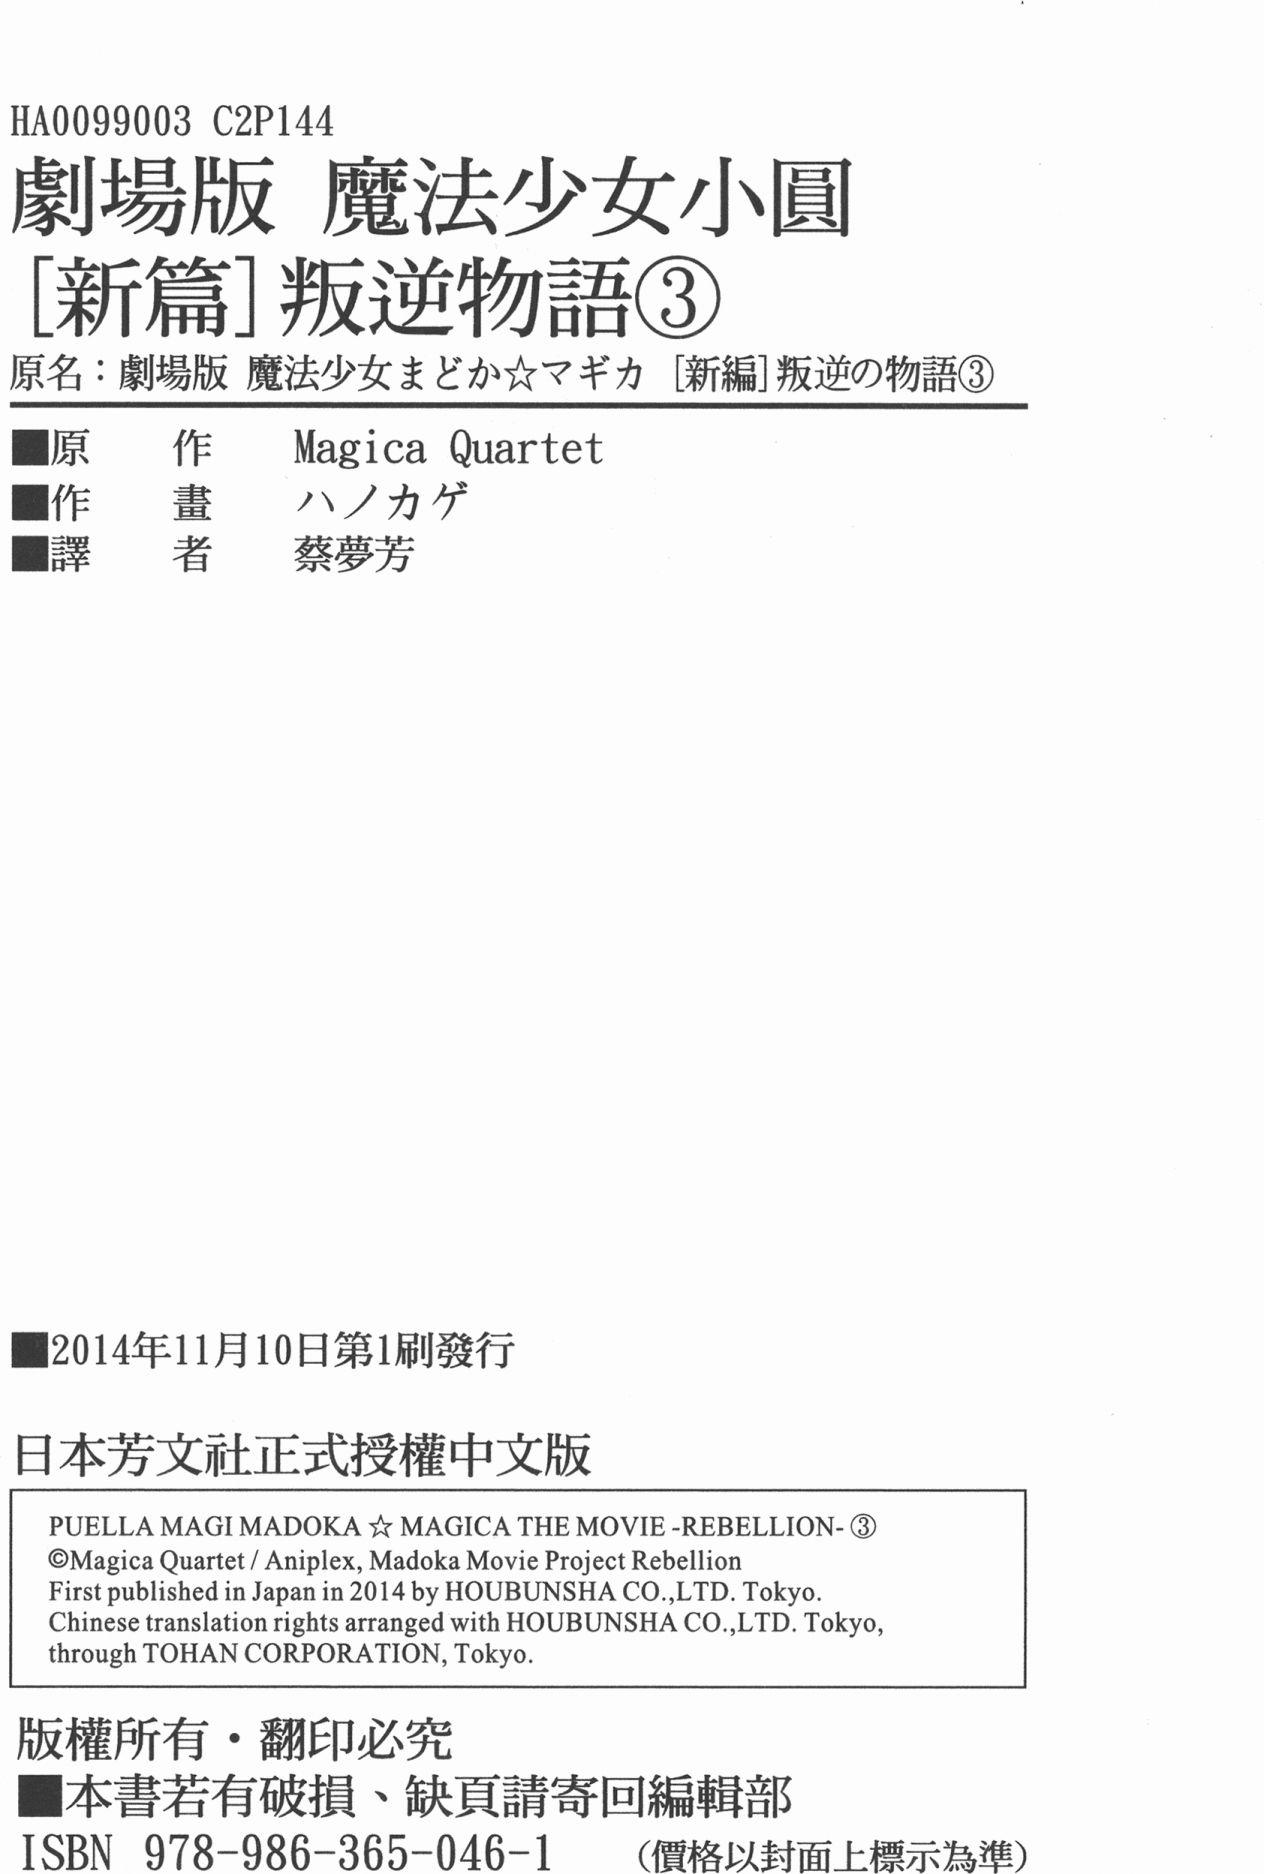 HA0099003 C2P144
劇場版 魔法少女小圓
[新篇]叛逆物語③
原名：劇場版 魔法少女まどか☆マギカ [新編]叛逆の物語③
■原　作　Magica Quartet
■作　畫　ハノカゲ
■譯　者　蔡夢芳
■2014年11月10日第1刷發行
日本芳文社正式授權中文版
PUELLA MAGI MADOKA ☆ MAGICA THE MOVIE -REBELLION- ③
©Magica Quartet / Aniplex, Madoka Movie Project Rebellion
First published in Japan in 2014 by HOUBUNSHA CO.,LTD. Tokyo.
Chinese translation rights arranged with HOUBUNSHA CO.,LTD. Tokyo,
through TOHAN CORPORATION, Tokyo.
版權所有・翻印必究
■本書若有破損、缺頁請寄回編輯部
ISBN 978-986-365-046-1　（價格以封面上標示為準）